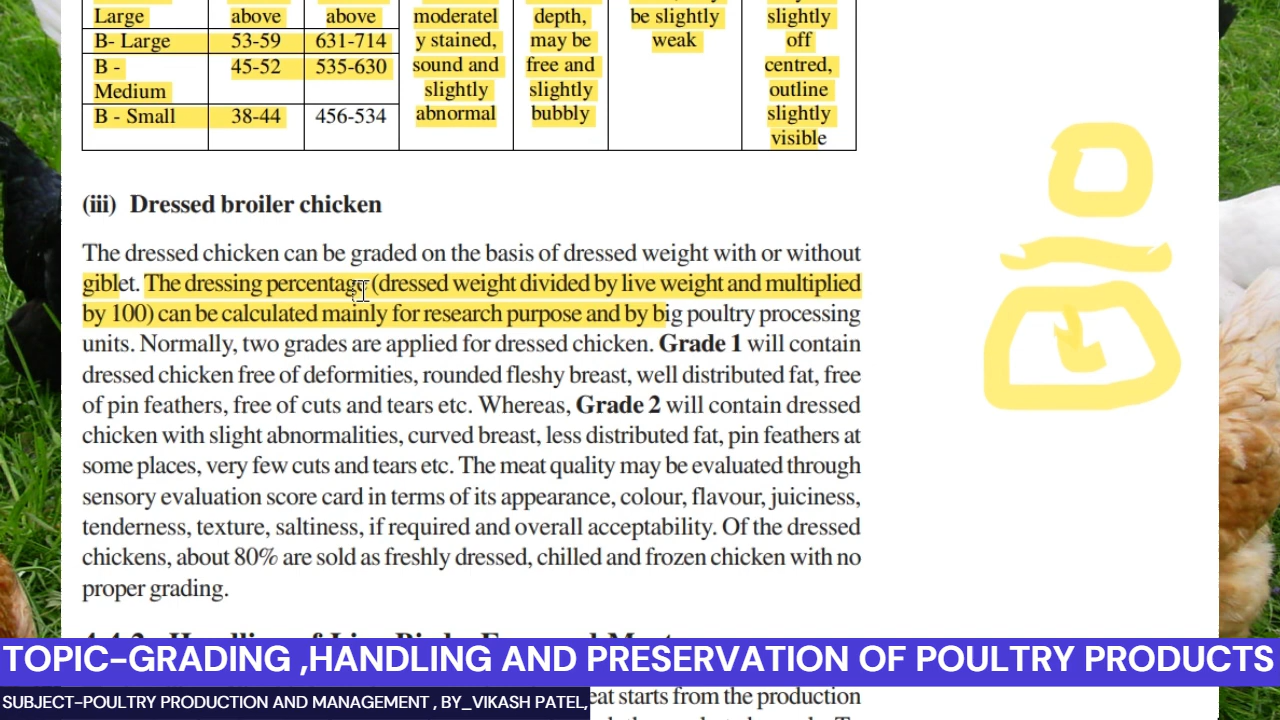 Large above above moderatel depth, be slightly slightly
B- Large 53-59 631-714 y stained, may be weak off
B - 45-52 535-630 sound and free and centred,
Medium slightly slightly outline
B - Small 38-44 456-534 abnormal bubbly slightly
visible
(iii) Dressed broiler chicken
The dressed chicken can be graded on the basis of dressed weight with or without
giblet. The dressing percentage (dressed weight divided by live weight and multiplied
by 100) can be calculated mainly for research purpose and by big poultry processing
units. Normally, two grades are applied for dressed chicken. Grade 1 will contain
dressed chicken free of deformities, rounded fleshy breast, well distributed fat, free
of pin feathers, free of cuts and tears etc. Whereas, Grade 2 will contain dressed
chicken with slight abnormalities, curved breast, less distributed fat, pin feathers at
some places, very few cuts and tears etc. The meat quality may be evaluated through
sensory evaluation score card in terms of its appearance, colour, flavour, juiciness,
tenderness, texture, saltiness, if required and overall acceptability. Of the dressed
chickens, about 80% are sold as freshly dressed, chilled and frozen chicken with no
proper grading.
TOPIC-GRADING ,HANDLING AND PRESERVATION OF POULTRY PRODUCTS
SUBJECT-POULTRY PRODUCTION AND MANAGEMENT , BY_VIKASH PATEL,
eat starts from the production